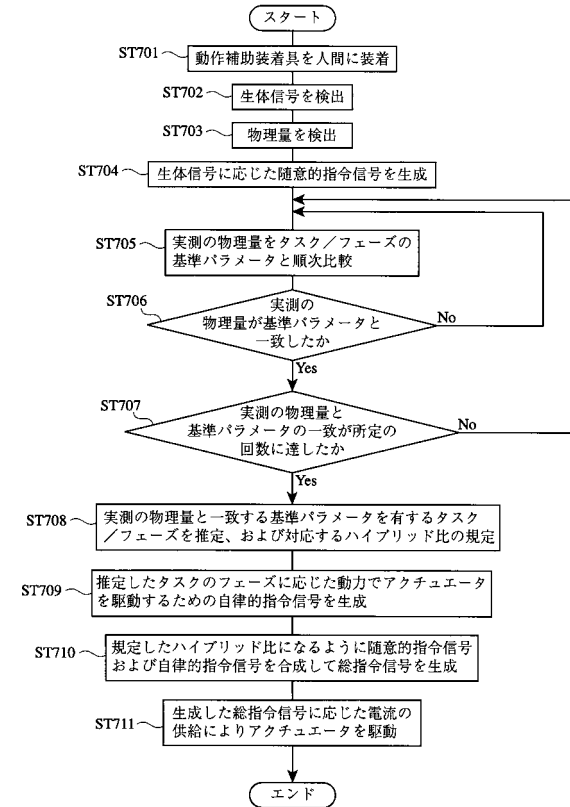 スタート
ST701
動作補助装着具を人間に装着
ST702
生体信号を検出
ST703
物理量を検出
ST704
生体信号に応じた随意的指令信号を生成
ST705
実測の物理量をタスク／フェーズの
基準パラメータと順次比較
ST706
実測の
物理量が基準パラメータと
一致したか
No
Yes
ST707
実測の物理量と
基準パラメータの一致が所定の
回数に達したか
No
Yes
ST708
実測の物理量と一致する基準パラメータを有するタスク
／フェーズを推定、および対応するハイブリッド比の規定
ST709
推定したタスクのフェーズに応じた動力でアクチュエータ
を駆動するための自律的指令信号を生成
ST710
規定したハイブリッド比になるように随意的指令信号
および自律的指令信号を合成して総指令信号を生成
ST711
生成した総指令信号に応じた電流の
供給によりアクチュエータを駆動
エンド